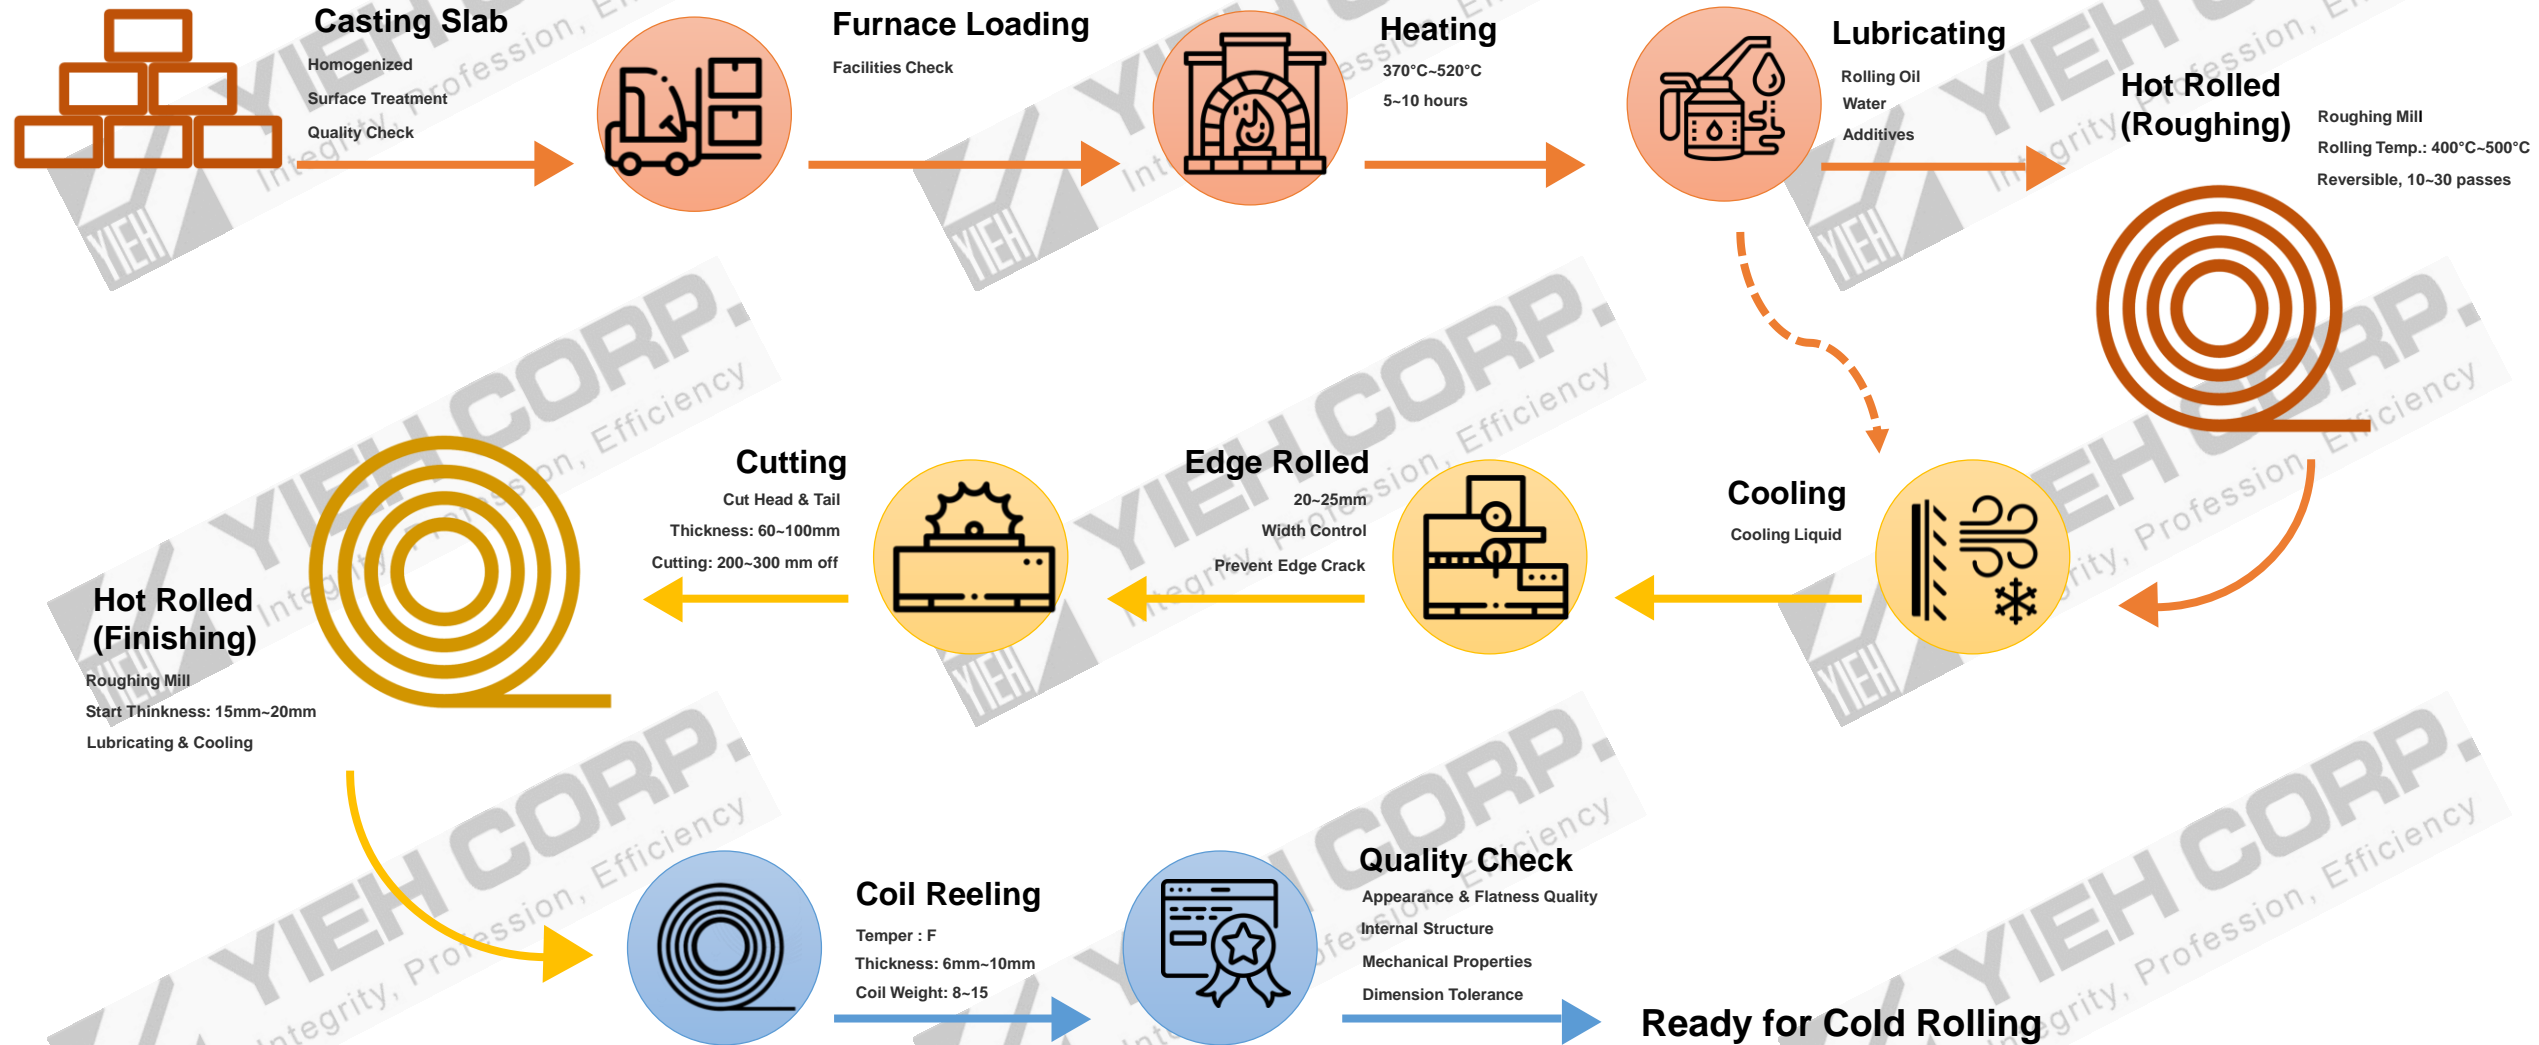 Casting Slab
Homogenized
Surface Treatment
Quality Check
Furnace Loading
Facilities Check
Heating
370°C~520°C
5~10 hours
Lubricating
Rolling Oil
Water
Additives
Hot Rolled
(Roughing)
Roughing Mill
Rolling Temp.: 400°C~500°C
Reversible, 10~30 passes
Cooling
Cooling Liquid
Edge Rolled
20~25mm
Width Control
Prevent Edge Crack
Cutting
Cut Head & Tail
Thickness: 60~100mm
Cutting: 200~300 mm off
Hot Rolled
(Finishing)
Roughing Mill
Start Thinkness: 15mm~20mm
Lubricating & Cooling
Coil Reeling
Temper : F
Thickness: 6mm~10mm
Coil Weight: 8~15
Quality Check
Appearance & Flatness Quality
Internal Structure
Mechanical Properties
Dimension Tolerance
Ready for Cold Rolling
YIEH CORP.
Integrity, Profession, Efficiency
YIEH